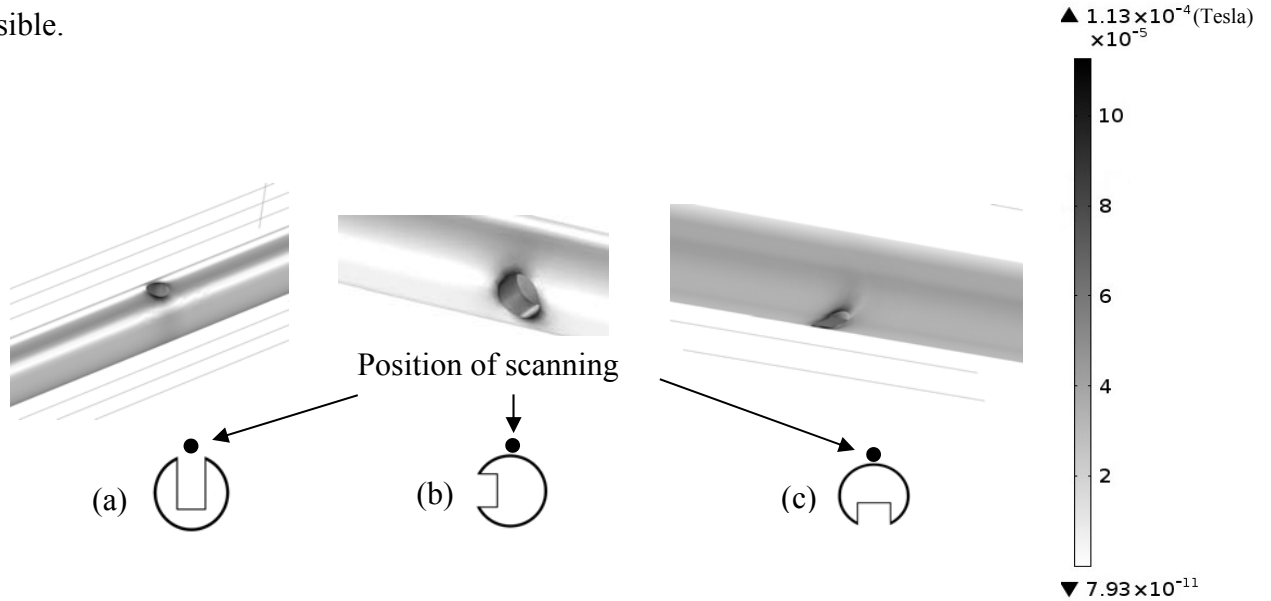 sible.
▲ 1.13×10⁻⁴(Tesla)
×10⁻⁵
10
8
6
4
2
▼ 7.93×10⁻¹¹
Position of scanning
(a)
(b)
(c)